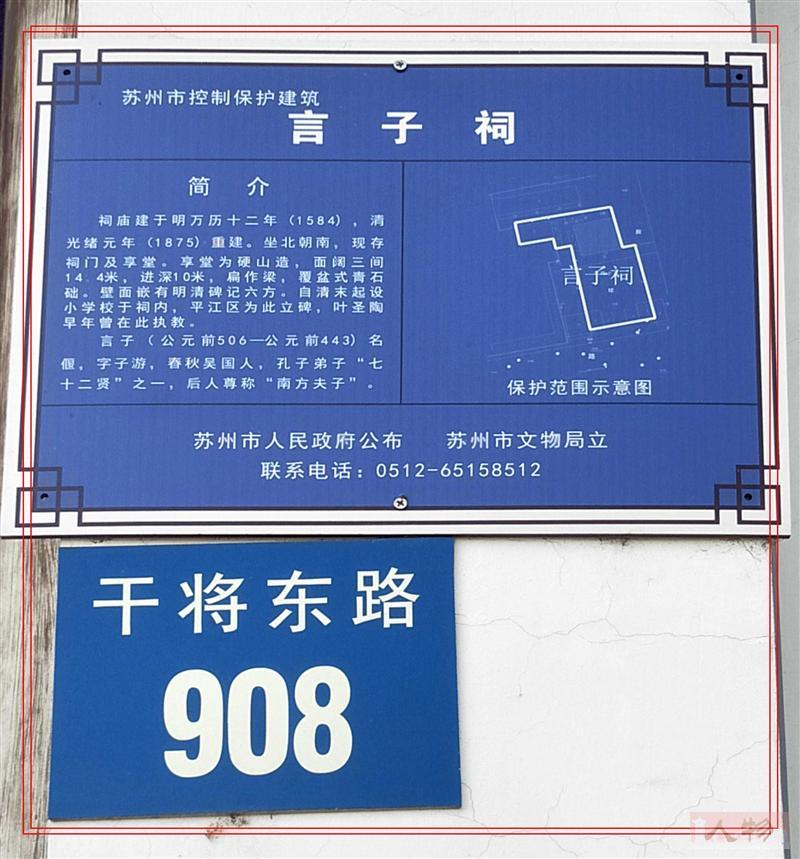 苏州市控制保护建筑
言子祠
简介
祠庙建于明万历十二年(1584),清
光绪元年(1875)重建。坐北朝南,现存
祠门及享堂。享堂为硬山造,面阔三间
14.4米,进深10米,扁作梁,覆盆式青石
础。壁面嵌有明清碑记六方。自清末起设
小学校于祠内,平江区为此立碑,叶圣陶
早年曾在此执教。
言子(公元前506—公元前443)名
偃,字子游,春秋吴国人,孔子弟子“七
十二贤”之一,后人尊称“南方夫子”。
言子祠
路
保护范围示意图
苏州市人民政府公布 苏州市文物局立
联系电话:0512-65158512
干将东路
908
人物